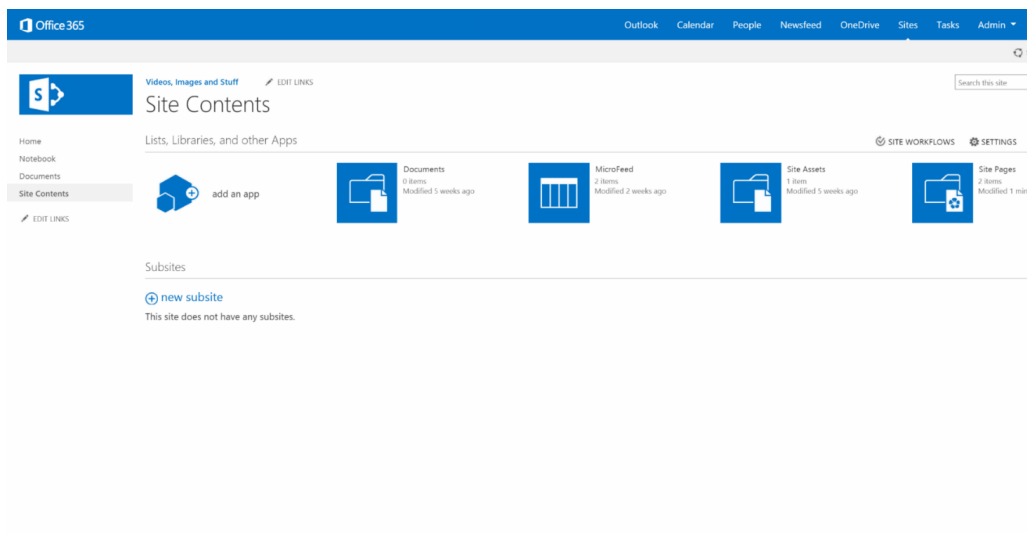 Office 365
Outlook Calendar People Newsfeed OneDrive Sites Tasks Admin
Videos, Images and Stuff EDIT LINKS
Search this site
S
Site Contents
Home
Notebook
Documents
Site Contents
EDIT LINKS
Lists, Libraries, and other Apps
SITE WORKFLOWS SETTINGS
add an app
Documents
0 items
Modified 5 weeks ago
MicroFeed
2 items
Modified 2 weeks ago
Site Assets
1 item
Modified 5 weeks ago
Site Pages
2 items
Modified 1 min
Subsites
new subsite
This site does not have any subsites.